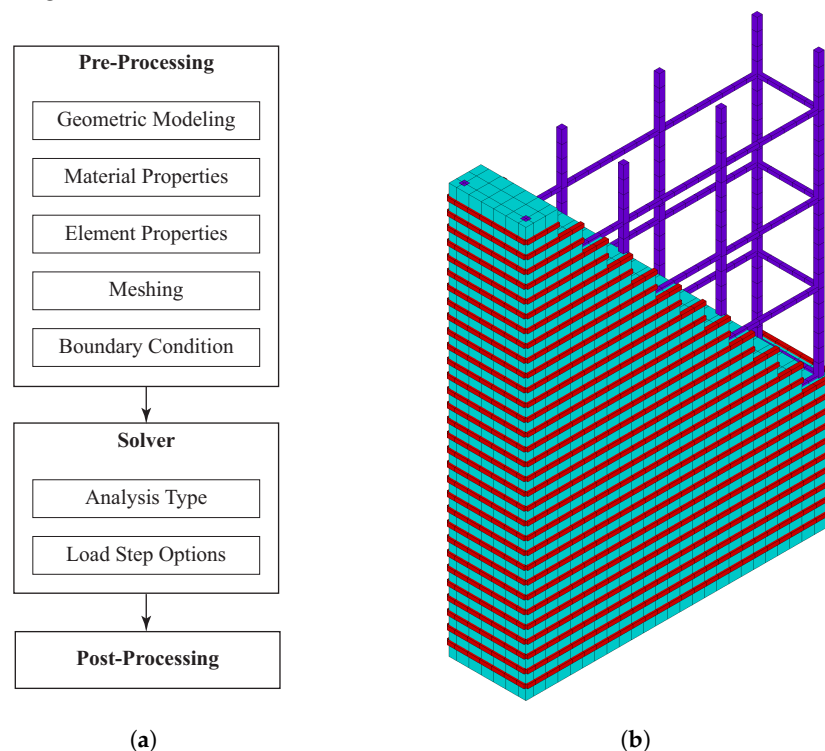 Pre-Processing
Geometric Modeling
Material Properties
Element Properties
Meshing
Boundary Condition
Solver
Analysis Type
Load Step Options
Post-Processing
(a)
(b)